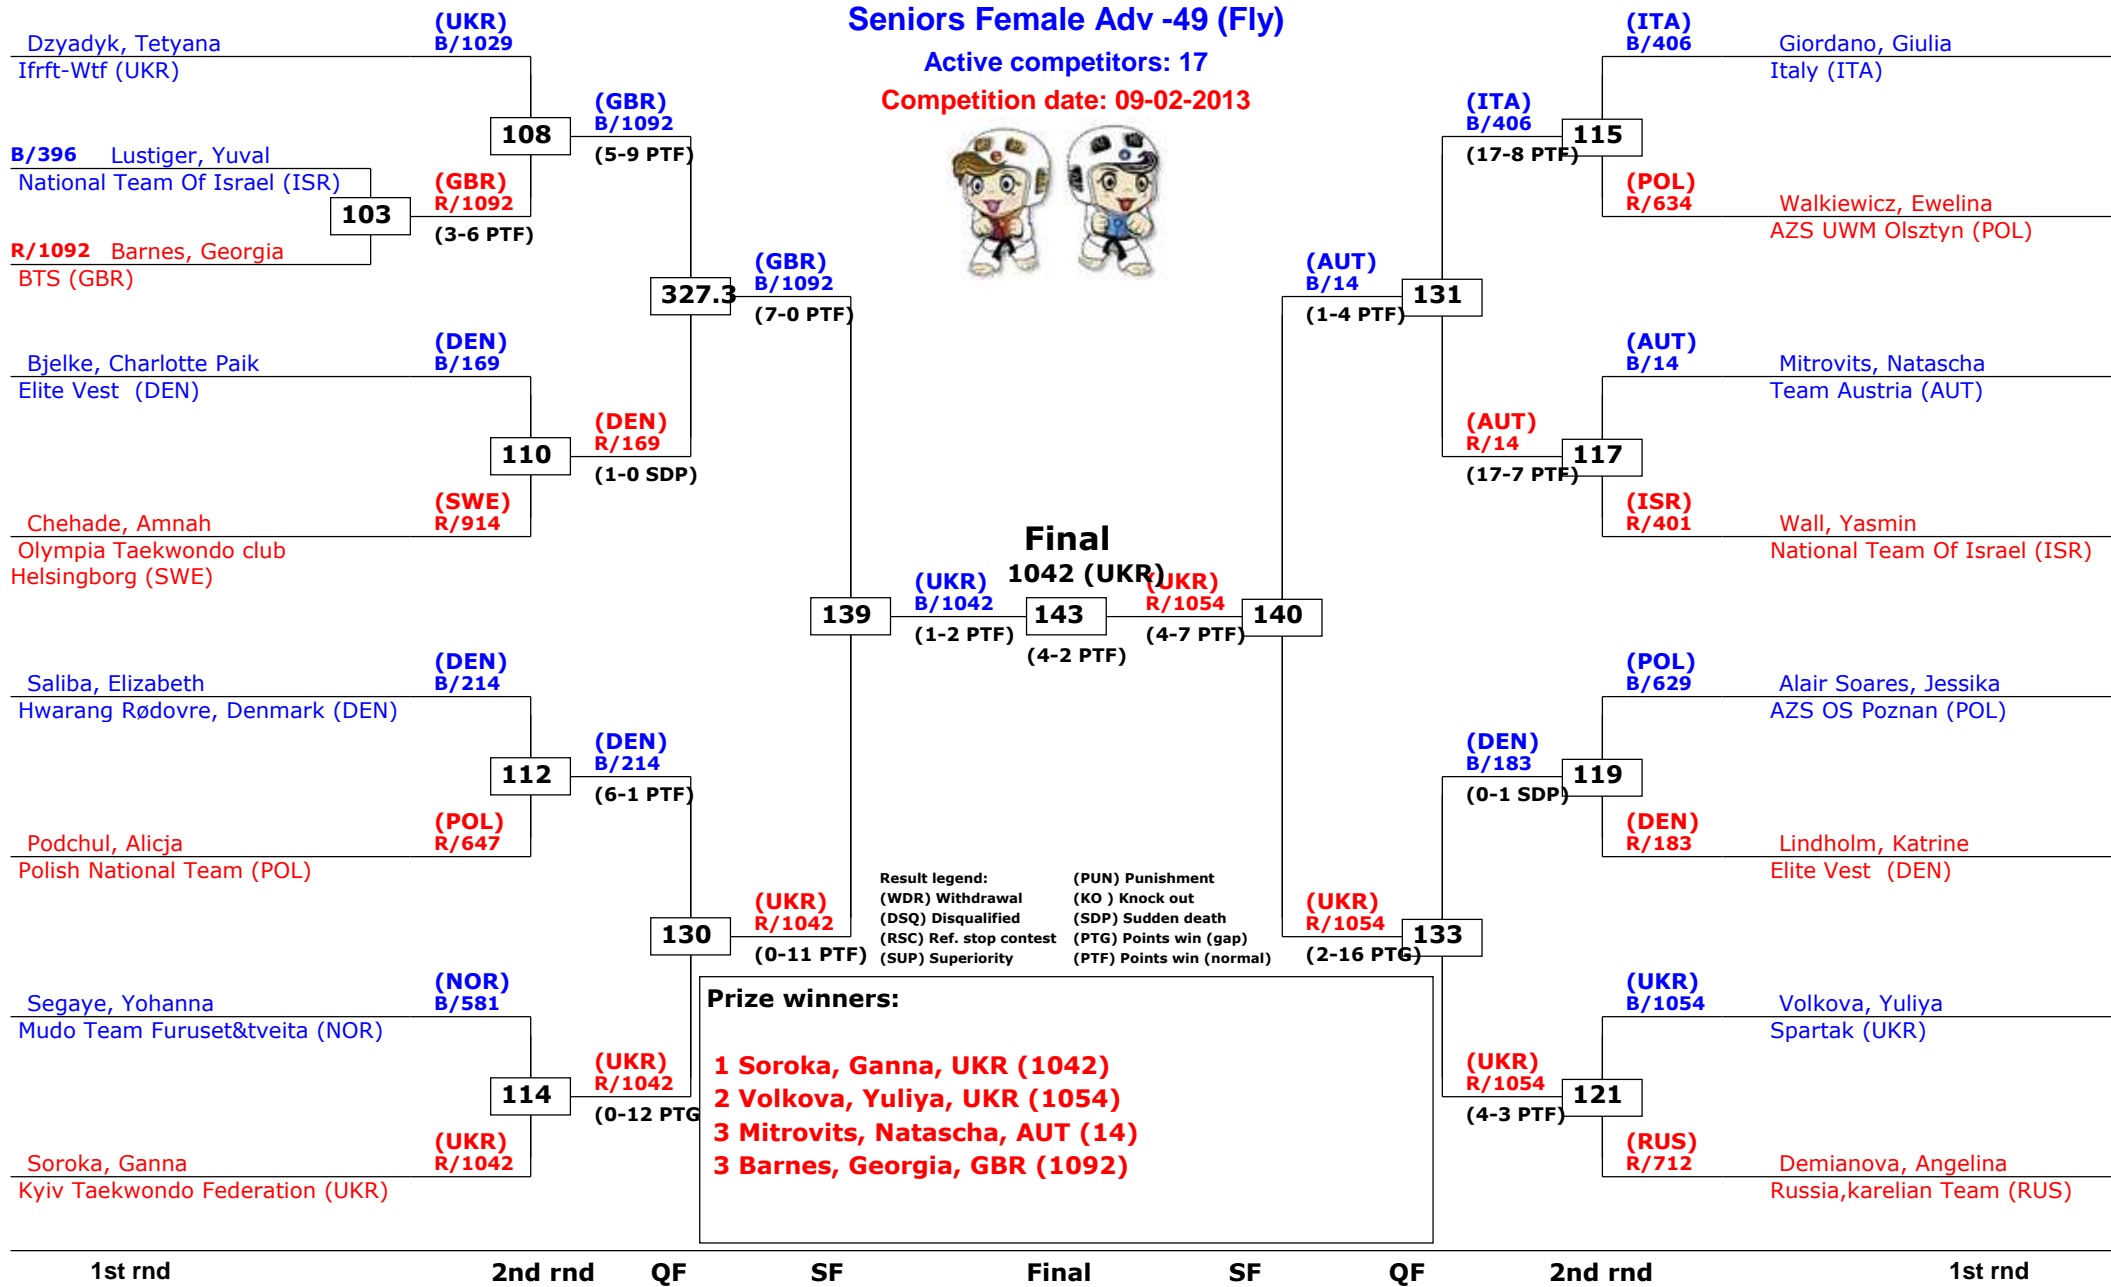 Seniors Female Adv -49 (Fly)
Active competitors: 17
Competition date: 09-02-2013
Dzyadyk, Tetyana
(UKR)
B/1029
Ifrft-Wtf (UKR)
B/396 Lustiger, Yuval
National Team Of Israel (ISR)
103
R/1092 Barnes, Georgia
BTS (GBR)
(GBR)
R/1092
(3-6 PTF)
108
(GBR)
B/1092
(5-9 PTF)
Bjelke, Charlotte Paik
(DEN)
B/169
Elite Vest (DEN)
110
Chehade, Amnah
(SWE)
R/914
Olympia Taekwondo club
Helsingborg (SWE)
(DEN)
R/169
(1-0 SDP)
327.3
(GBR)
B/1092
(7-0 PTF)
Saliba, Elizabeth
(DEN)
B/214
Hwarang Rødovre, Denmark (DEN)
112
Podchul, Alicja
(POL)
R/647
Polish National Team (POL)
(DEN)
B/214
(6-1 PTF)
Segaye, Yohanna
(NOR)
B/581
Mudo Team Furuset&tveita (NOR)
114
Soroka, Ganna
(UKR)
R/1042
Kyiv Taekwondo Federation (UKR)
(UKR)
R/1042
(0-12 PTG
130
(UKR)
R/1042
(0-11 PTF)
139
(UKR)
B/1042
(1-2 PTF)
Final
1042 (UKR)
143
(4-2 PTF)
(UKR)
R/1054
(4-7 PTF)
140
(AUT)
B/14
(1-4 PTF)
131
(ITA)
B/406
(17-8 PTF)
115
(ITA)
B/406
Giordano, Giulia
Italy (ITA)
(POL)
R/634
Walkiewicz, Ewelina
AZS UWM Olsztyn (POL)
(AUT)
R/14
(17-7 PTF)
117
(AUT)
B/14
Mitrovits, Natascha
Team Austria (AUT)
(ISR)
R/401
Wall, Yasmin
National Team Of Israel (ISR)
(UKR)
R/1054
(2-16 PTG)
133
(DEN)
B/183
(0-1 SDP)
119
(POL)
B/629
Alair Soares, Jessika
AZS OS Poznan (POL)
(DEN)
R/183
Lindholm, Katrine
Elite Vest (DEN)
(UKR)
R/1054
(4-3 PTF)
121
(UKR)
B/1054
Volkova, Yuliya
Spartak (UKR)
(RUS)
R/712
Demianova, Angelina
Russia,karelian Team (RUS)
Result legend:
(WDR) Withdrawal
(DSQ) Disqualified
(RSC) Ref. stop contest
(SUP) Superiority
(PUN) Punishment
(KO ) Knock out
(SDP) Sudden death
(PTG) Points win (gap)
(PTF) Points win (normal)
Prize winners:
1 Soroka, Ganna, UKR (1042)
2 Volkova, Yuliya, UKR (1054)
3 Mitrovits, Natascha, AUT (14)
3 Barnes, Georgia, GBR (1092)
1st rnd 2nd rnd QF SF Final SF QF 2nd rnd 1st rnd